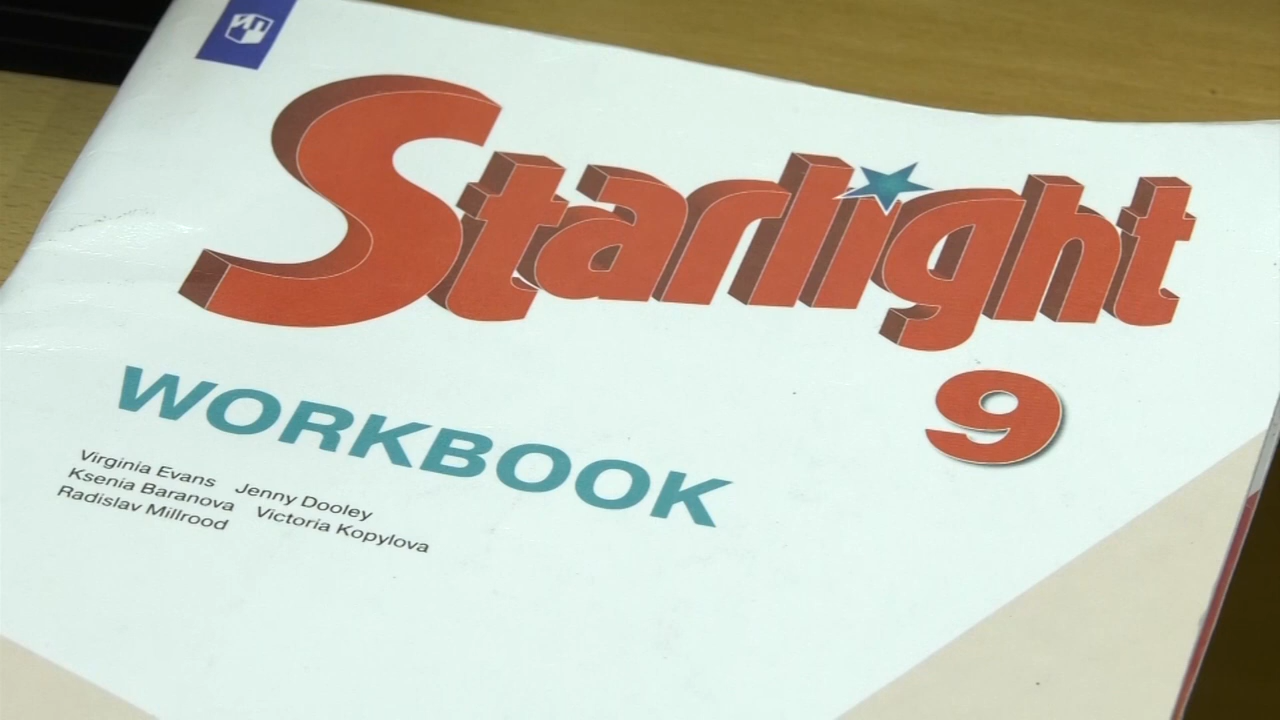 Starlight
9
WORKBOOK
Virginia Evans Jenny Dooley
Ksenia Baranova Victoria Kopylova
Radislav Millrood